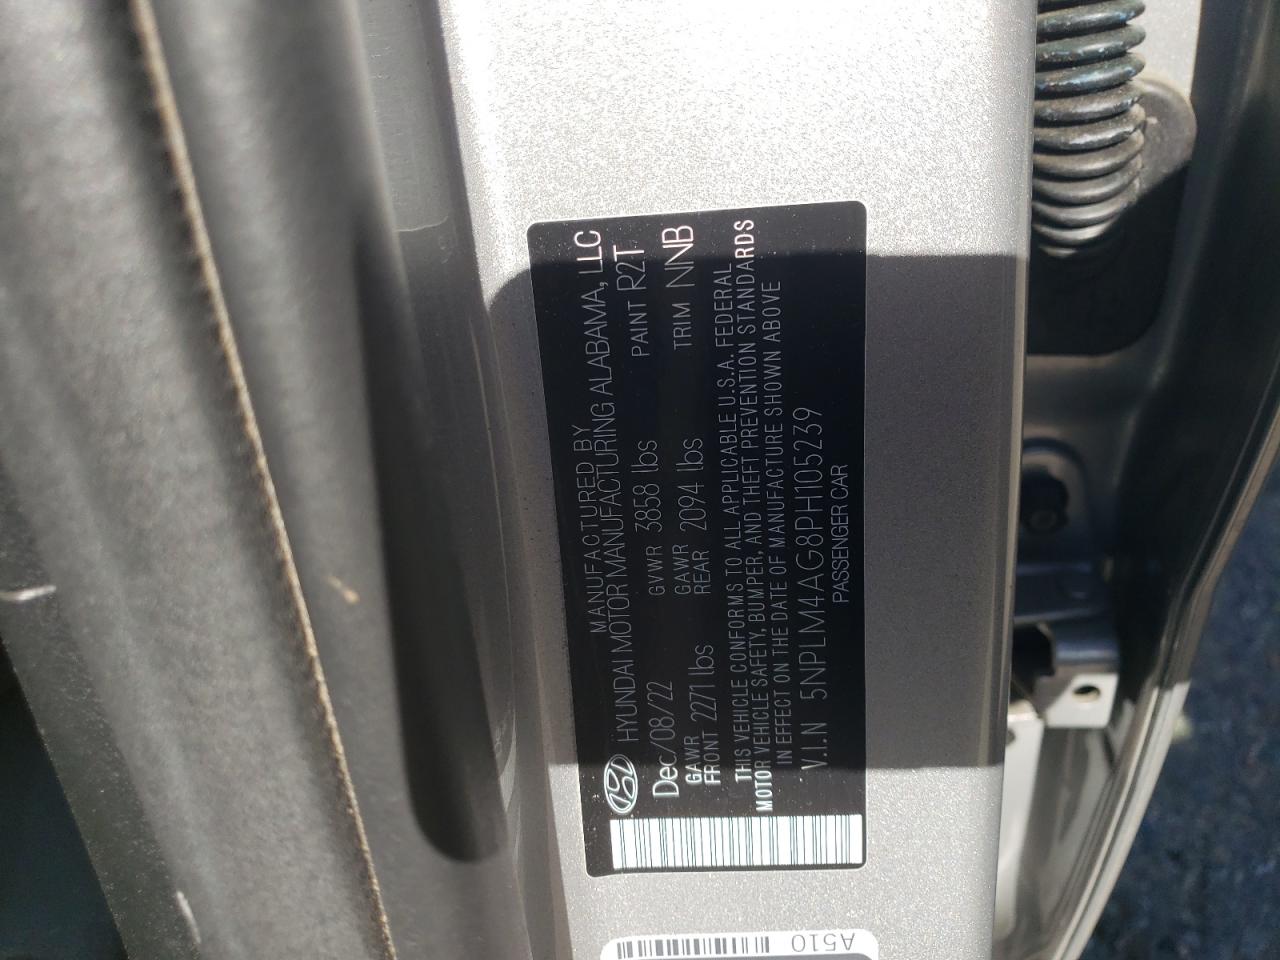 MANUFACTURED BY
HYUNDAI MOTOR MANUFACTURING ALABAMA, LLC
Dec/08/22 GVWR 3858 lbs PAINT R2T
GAWR FRONT 2271 lbs GAWR REAR 2094 lbs TRIM NNB
THIS VEHICLE CONFORMS TO ALL APPLICABLE U.S.A. FEDERAL
MOTOR VEHICLE SAFETY, BUMPER, AND THEFT PREVENTION STANDARDS
IN EFFECT ON THE DATE OF MANUFACTURE SHOWN ABOVE
V.I.N 5NPLM4AG8PH105239
PASSENGER CAR
A510